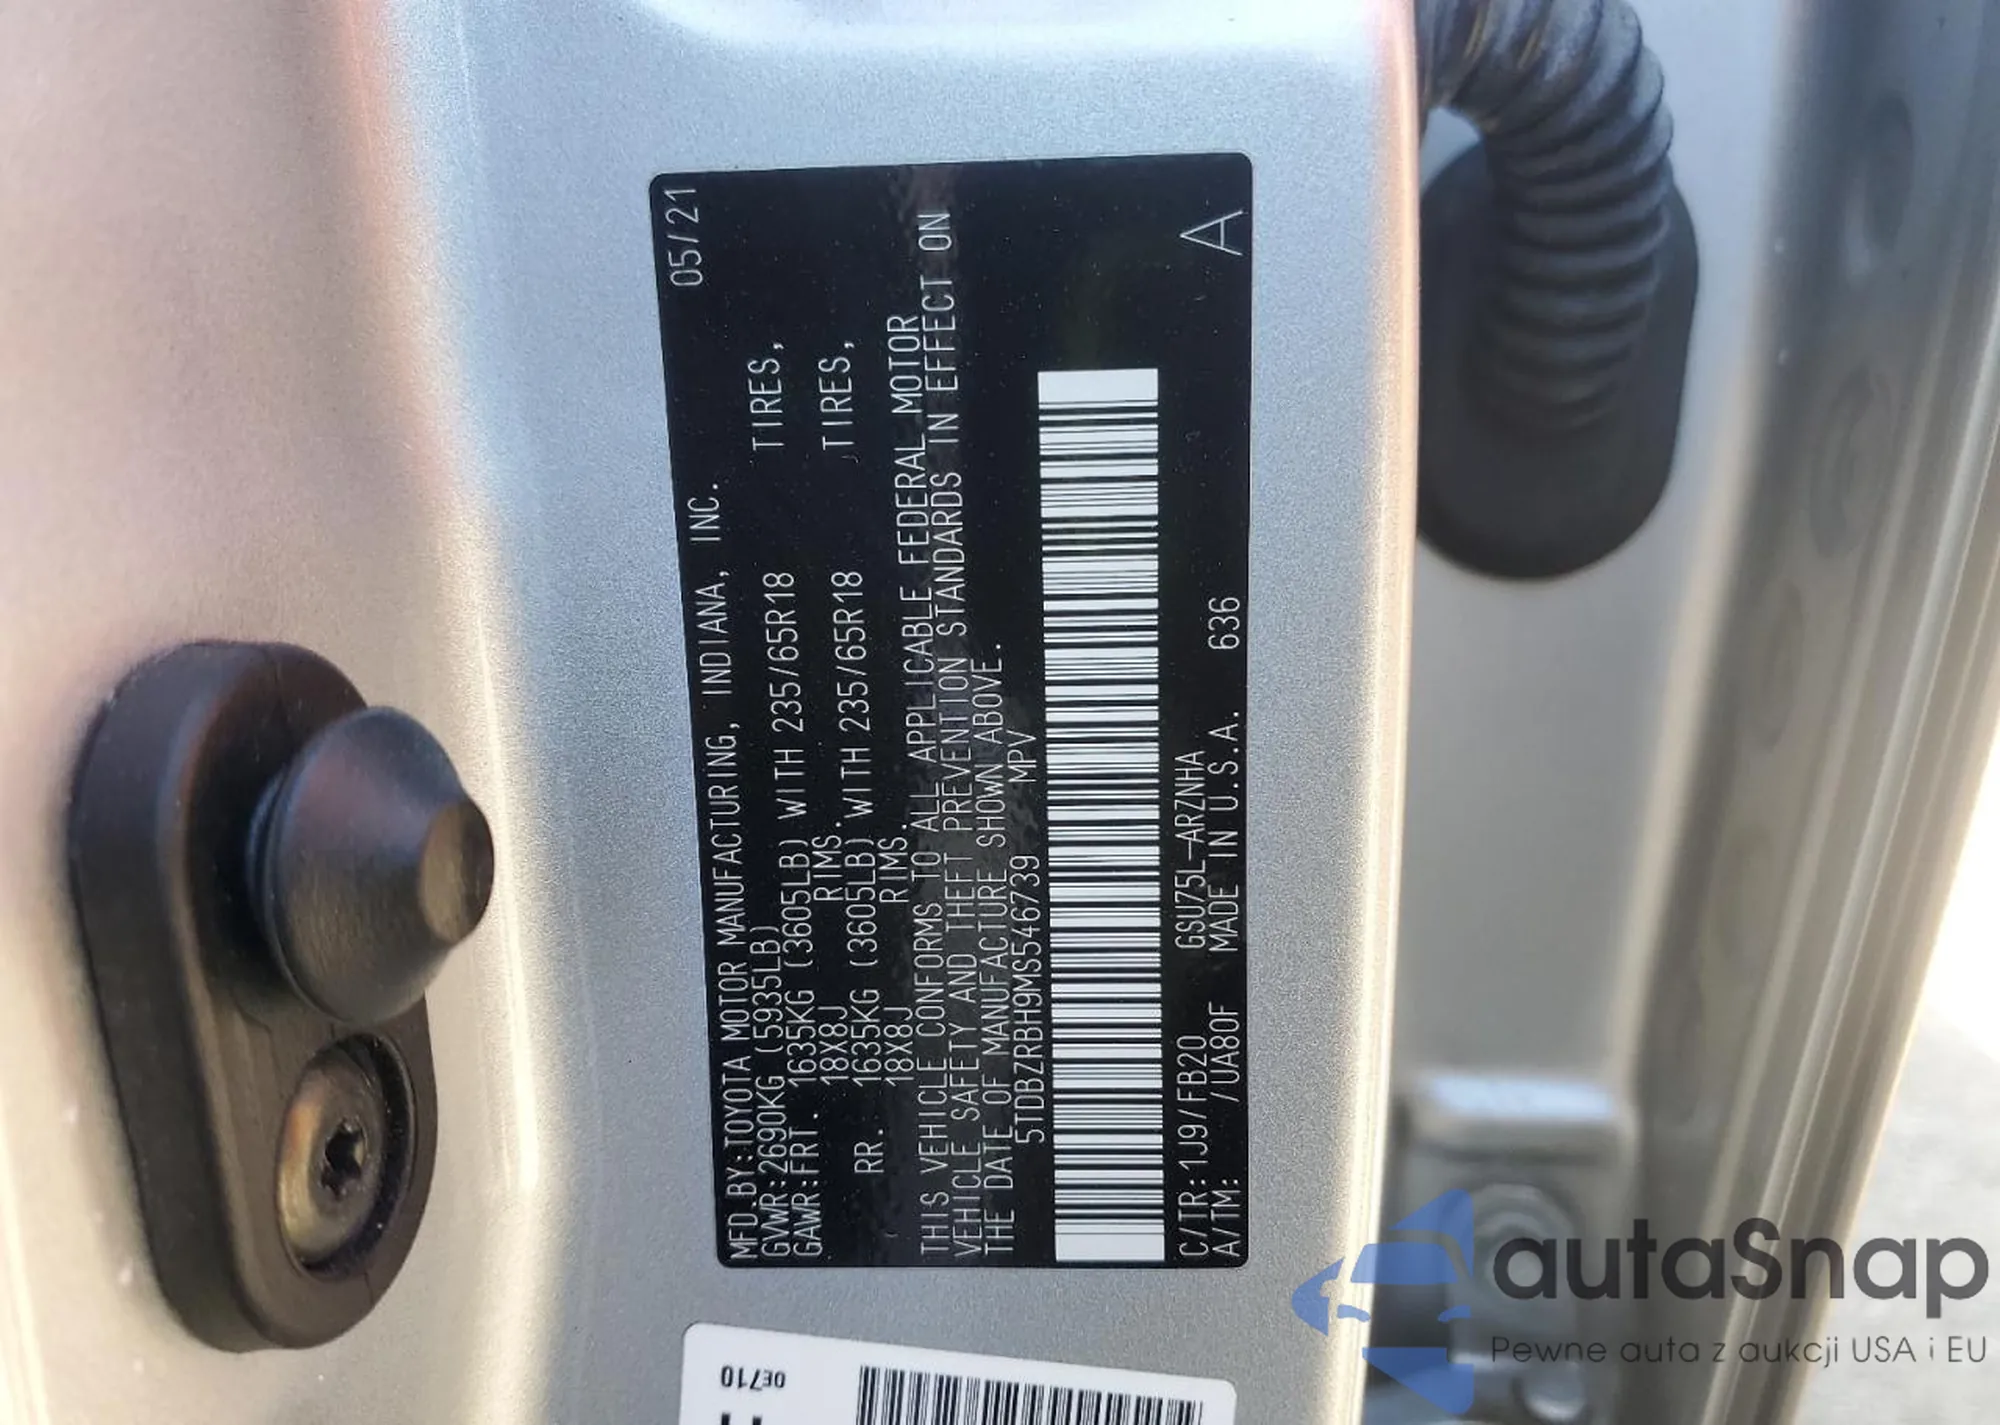 MFD.BY:TOYOTA MOTOR MANUFACTURING, INDIANA, INC. 05/21
GVWR:2690KG (5935LB)
GAWR:FRT. 1635KG (3605LB) WITH 235/65R18 TIRES,
18X8J RIMS.
RR. 1635KG (3605LB) WITH 235/65R18 TIRES,
18X8J RIMS.
THIS VEHICLE CONFORMS TO ALL APPLICABLE FEDERAL MOTOR
VEHICLE SAFETY AND THEFT PREVENTION STANDARDS IN EFFECT ON
THE DATE OF MANUFACTURE SHOWN ABOVE.
5TDBZRBH9MS546739 MPV
C/TR:1J9/FB20 GSU75L-ARZNHA
A/TM: /UA80F MADE IN U.S.A. 636 A
0E710
autaSnap
Pewne auta z aukcji USA i EU